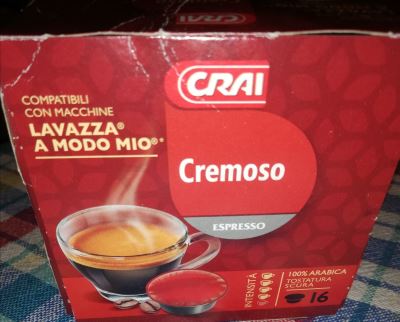 CRAI
COMPATIBILI
CON MACCHINE
LAVAZZA®
A MODO MIO®*
Cremoso
ESPRESSO
INTENSITÀ
100% ARABICA
TOSTATURA
SCURA
16